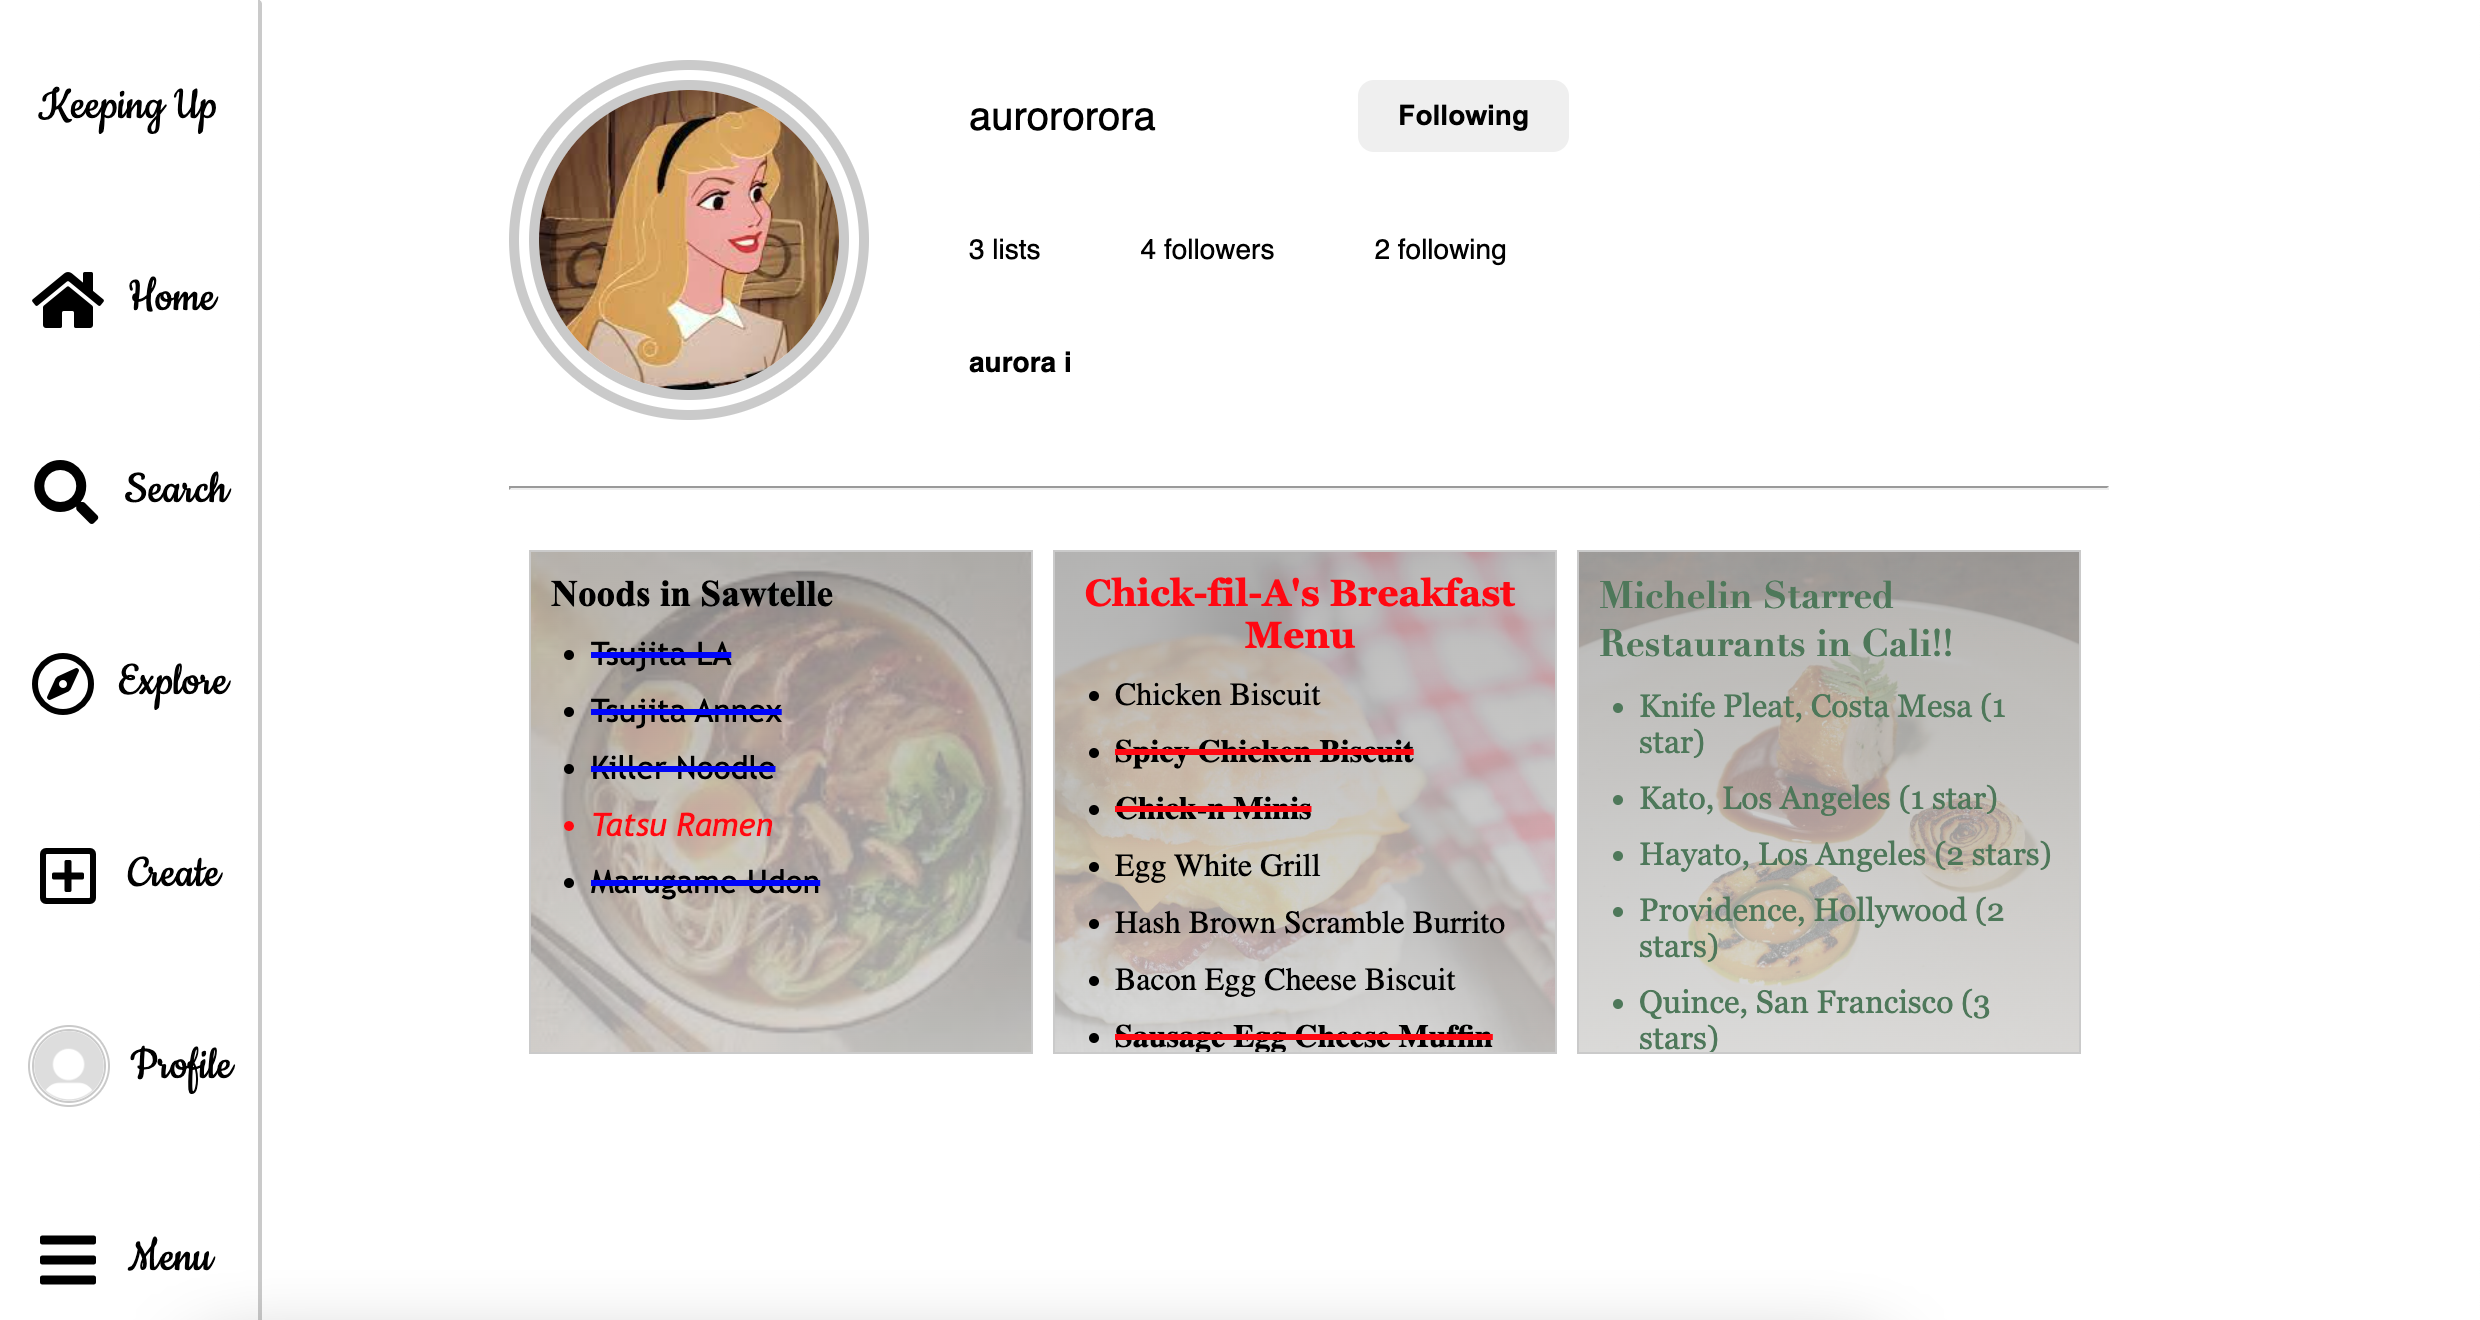 Keeping Up
Home
Search
Explore
Create
Profile
Menu
aurorororа
Following
3 lists
4 followers
2 following
aurora i
Noods in Sawtelle
Tsujita LA
Tsujita Annex
Killer Noodle
Tatsu Ramen
Marugame Udon
Chick-fil-A's Breakfast
Menu
Chicken Biscuit
Spicy Chicken Biscuit
Chick-n Minis
Egg White Grill
Hash Brown Scramble Burrito
Bacon Egg Cheese Biscuit
Sausage Egg Cheese Muffin
Michelin Starred
Restaurants in Cali!!
Knife Pleat, Costa Mesa (1
star)
Kato, Los Angeles (1 star)
Hayato, Los Angeles (2 stars)
Providence, Hollywood (2
stars)
Quince, San Francisco (3
stars)